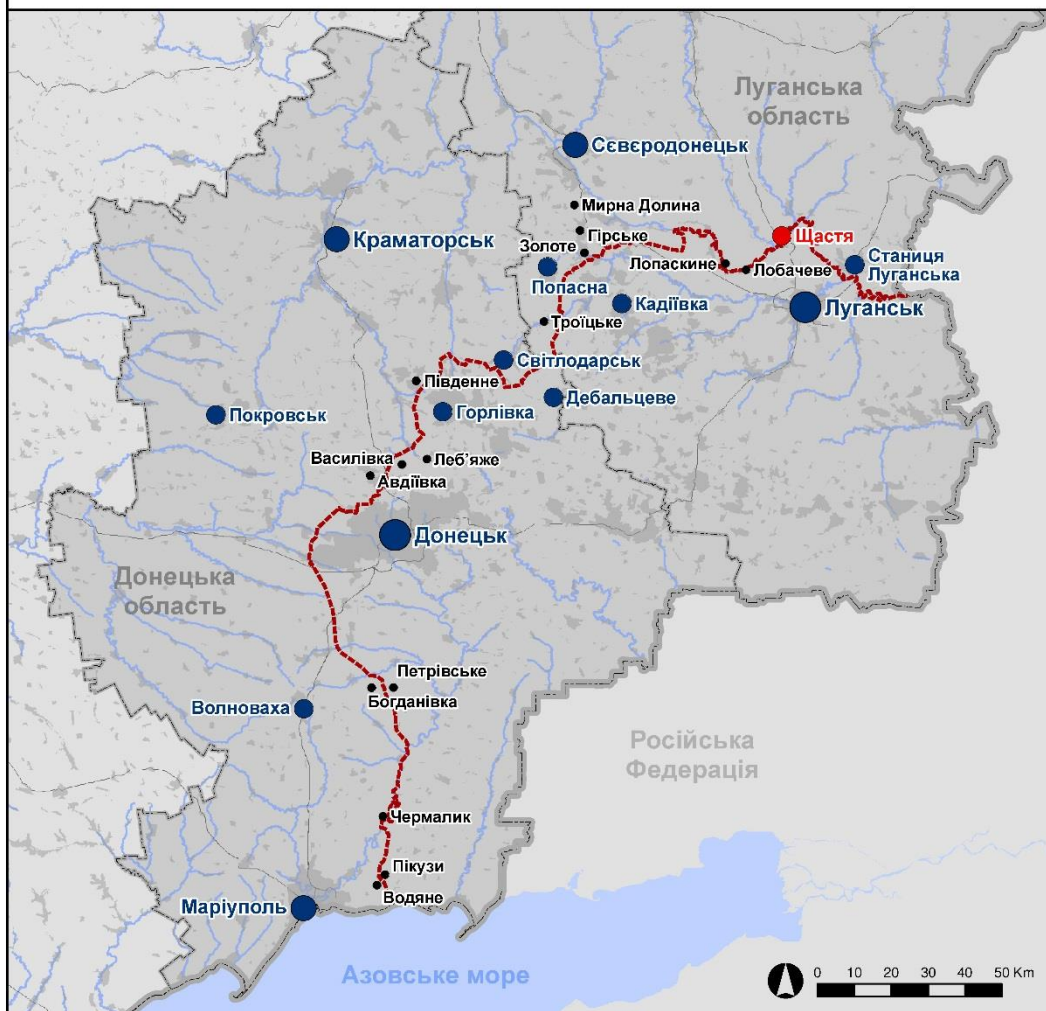 Луганська
область
Сєвєродонецьк
Мирна Долина
Гірське
Щастя
Краматорськ
Золоте
Станиця
Луганська
Лопаскине
Лобачеве
Попасна
Кадіївка
Луганськ
Троїцьке
Світлодарськ
Південне
Дебальцеве
Покровськ
Горлівка
Василівка
Леб'яже
Авдіївка
Донецьк
Донецька
область
Петрівське
Богданівка
Волноваха
Російська
Федерація
Чермалик
Пікузи
Водяне
Маріуполь
Азовське море
0 10 20 30 40 50 Km